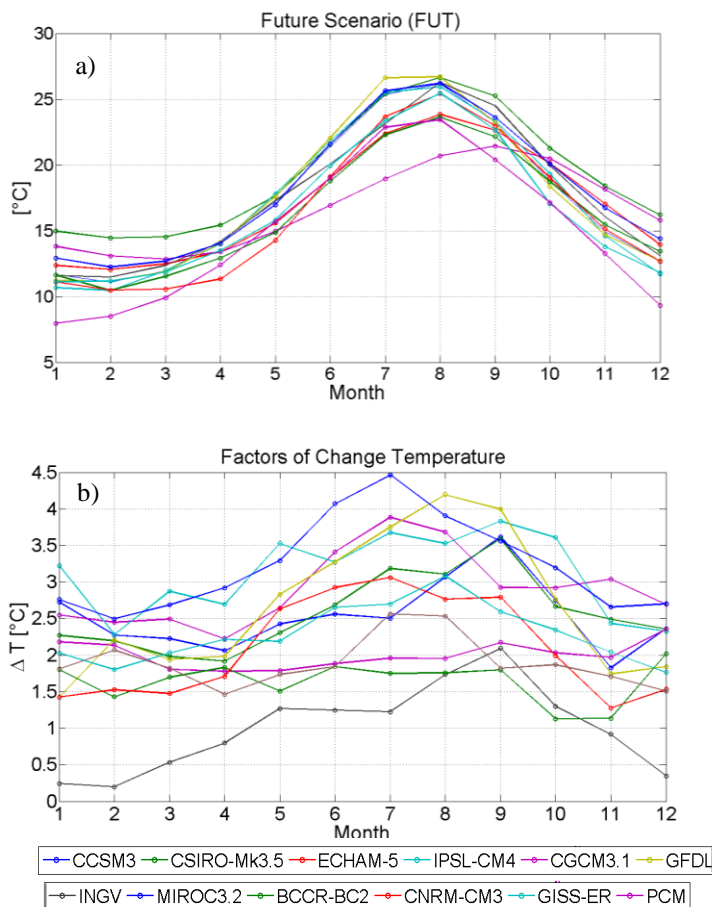 Future Scenario (FUT)
a)
30
25
20
15
10
5
[°C]
1 2 3 4 5 6 7 8 9 10 11 12
Month
Factors of Change Temperature
b)
4.5
4
3.5
3
2.5
2
1.5
1
0.5
0
Δ T [°C]
1 2 3 4 5 6 7 8 9 10 11 12
Month
CCSM3 CSIRO-Mk3.5 ECHAM-5 IPSL-CM4 CGCM3.1 GFDL
INGV MIROC3.2 BCCR-BC2 CNRM-CM3 GISS-ER PCM